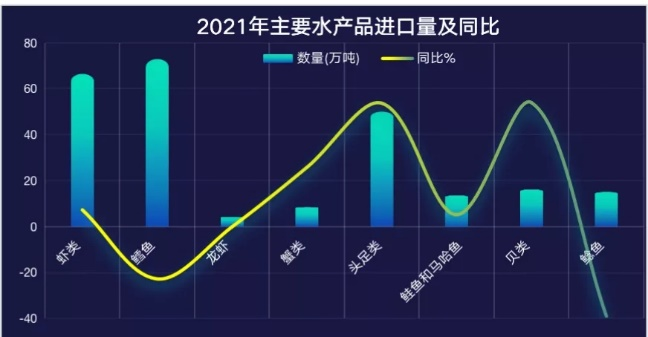 2021年主要水产品进口量及同比
数量(万吨) 同比%
80
60
40
20
0
-20
-40
虾类
鳕鱼
龙虾
蟹类
头足类
鲑鱼和马哈鱼
贝类
鲶鱼